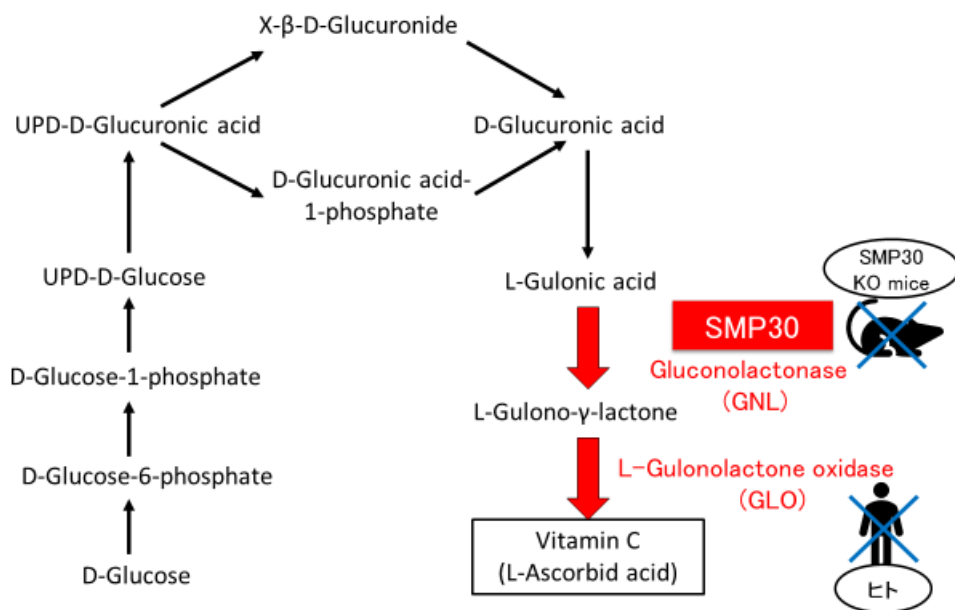 X-β-D-Glucuronide
UPD-D-Glucuronic acid
D-Glucuronic acid
D-Glucuronic acid-
1-phosphate
UPD-D-Glucose
L-Gulonic acid
SMP30
KO mice
SMP30
Gluconolactonase
(GNL)
D-Glucose-1-phosphate
L-Gulono-γ-lactone
D-Glucose-6-phosphate
L-Gulonolactone oxidase
(GLO)
Vitamin C
(L-Ascorbid acid)
D-Glucose
ヒト